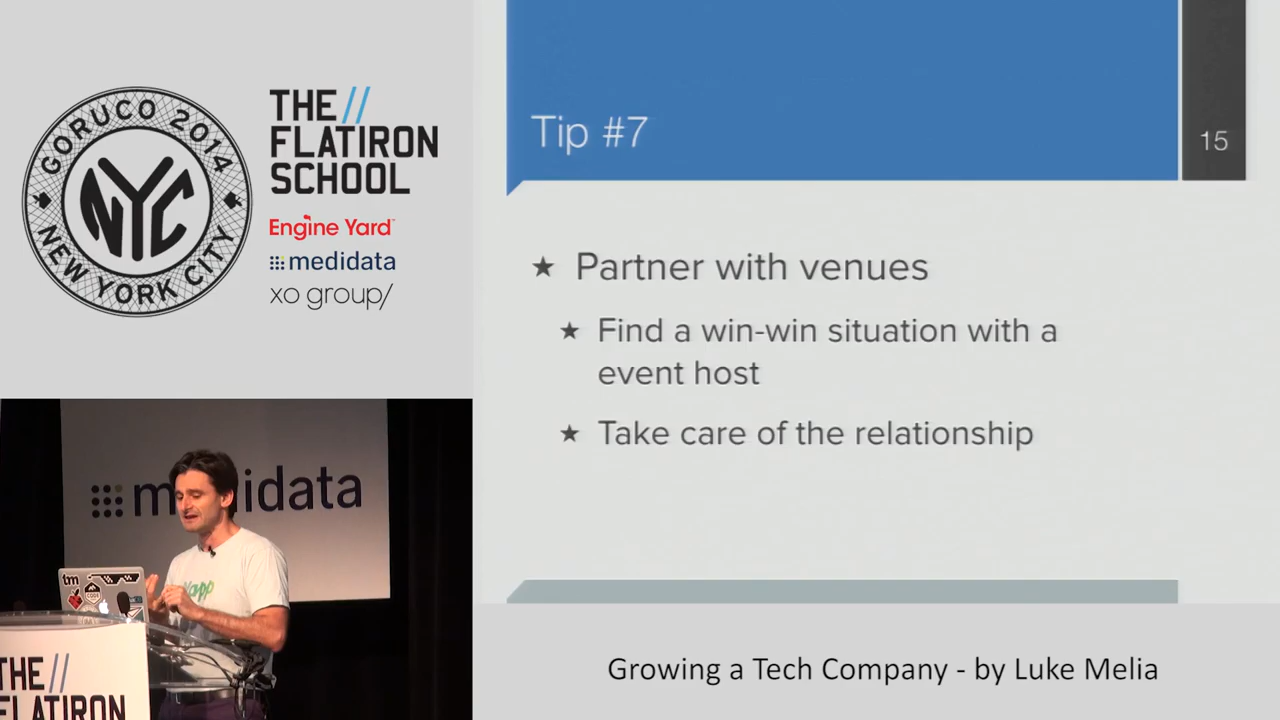 GORUCO 2014
NYC
NEW YORK CITY
THE //
FLATIRON
SCHOOL
Engine Yard
medidata
xo group/
Tip #7
15
★ Partner with venues
★ Find a win-win situation with a
event host
★ Take care of the relationship
medidata
tm
CODE
THE //
FLATIRON
Growing a Tech Company - by Luke Melia